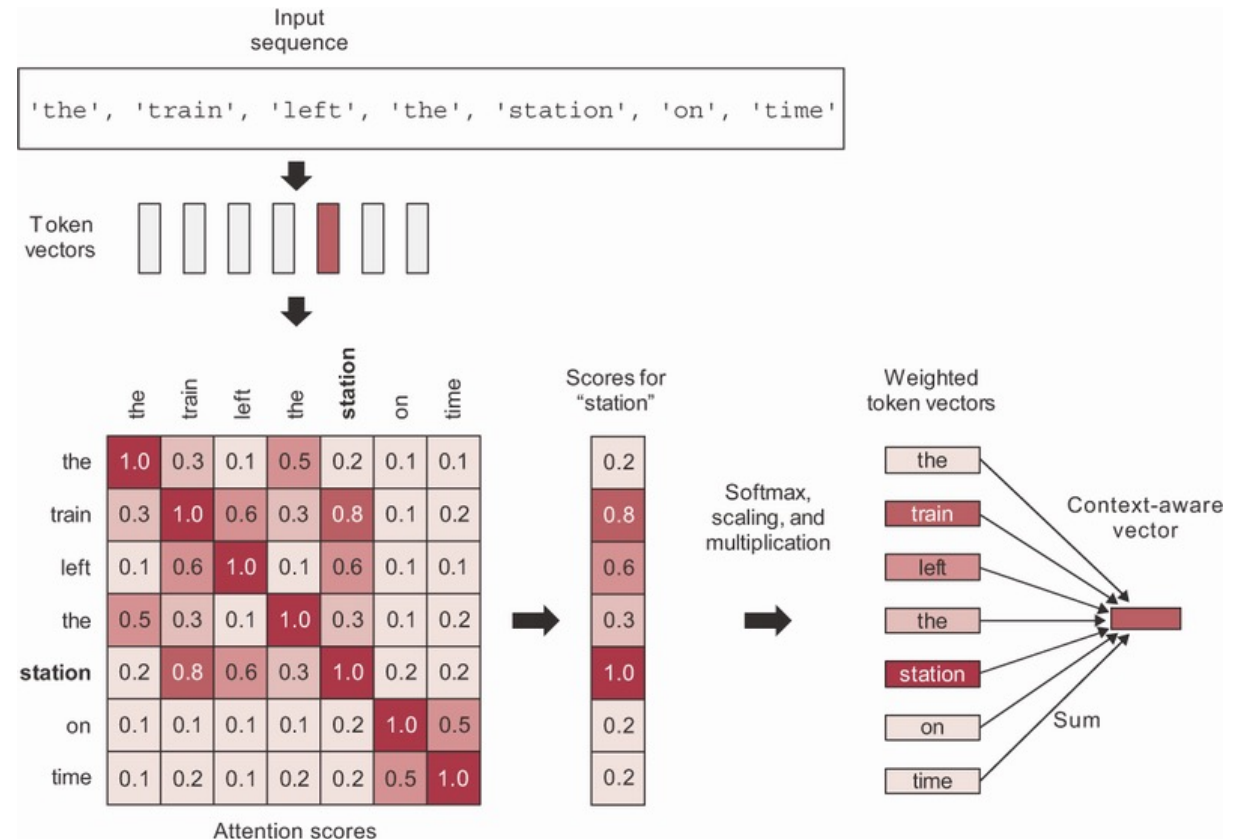 Input
sequence
'the', 'train', 'left', 'the', 'station', 'on', 'time'
Token
vectors
the train left the station on time
the 1.0 0.3 0.1 0.5 0.2 0.1 0.1
train 0.3 1.0 0.6 0.3 0.8 0.1 0.2
left 0.1 0.6 1.0 0.1 0.6 0.1 0.1
the 0.5 0.3 0.1 1.0 0.3 0.1 0.2
station 0.2 0.8 0.6 0.3 1.0 0.2 0.2
on 0.1 0.1 0.1 0.1 0.2 1.0 0.5
time 0.1 0.2 0.1 0.2 0.2 0.5 1.0
Attention scores
Scores for
“station”
0.2
0.8
0.6
0.3
1.0
0.2
0.2
Softmax,
scaling, and
multiplication
Weighted
token vectors
the
train
left
the
station
on
time
Sum
Context-aware
vector